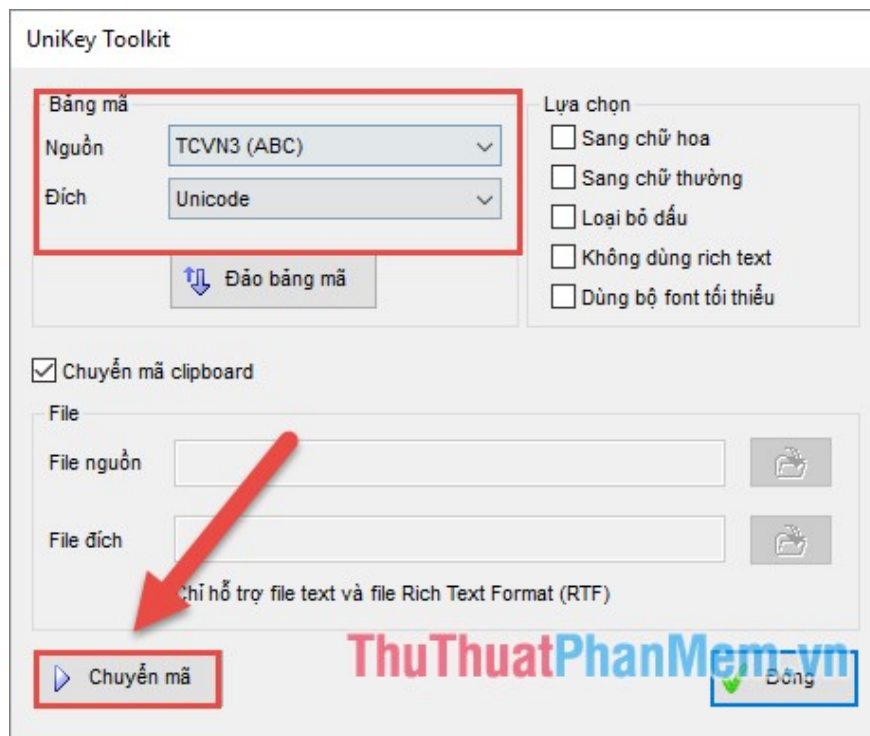 UniKey Toolkit
Bảng mã
Nguồn TCVN3 (ABC)
Đích Unicode
Đảo bảng mã
Lựa chọn
Sang chữ hoa
Sang chữ thường
Loại bỏ dấu
Không dùng rich text
Dùng bộ font tối thiểu
Chuyển mã clipboard
File
File nguồn
File đích
Chỉ hỗ trợ file text và file Rich Text Format (RTF)
ThuThuatPhanMem.vn
Chuyển mã
Đóng